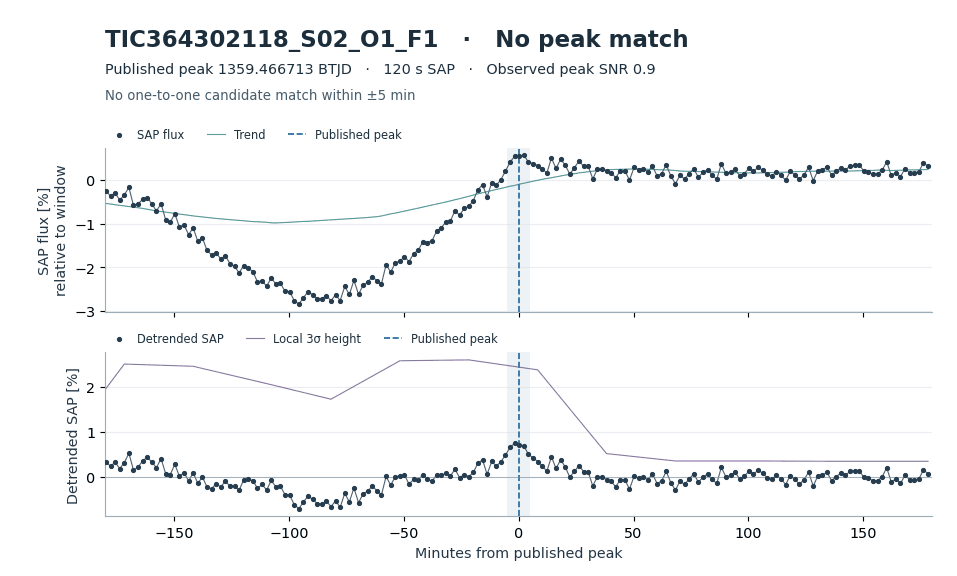 TIC364302118_S02_O1_F1 · No peak match
Published peak 1359.466713 BTJD · 120 s SAP · Observed peak SNR 0.9
No one-to-one candidate match within ±5 min
SAP flux Trend Published peak
SAP flux [%]
relative to window
0
−1
−2
−3
Detrended SAP Local 3σ height Published peak
Detrended SAP [%]
2
1
0
−150 −100 −50 0 50 100 150
Minutes from published peak